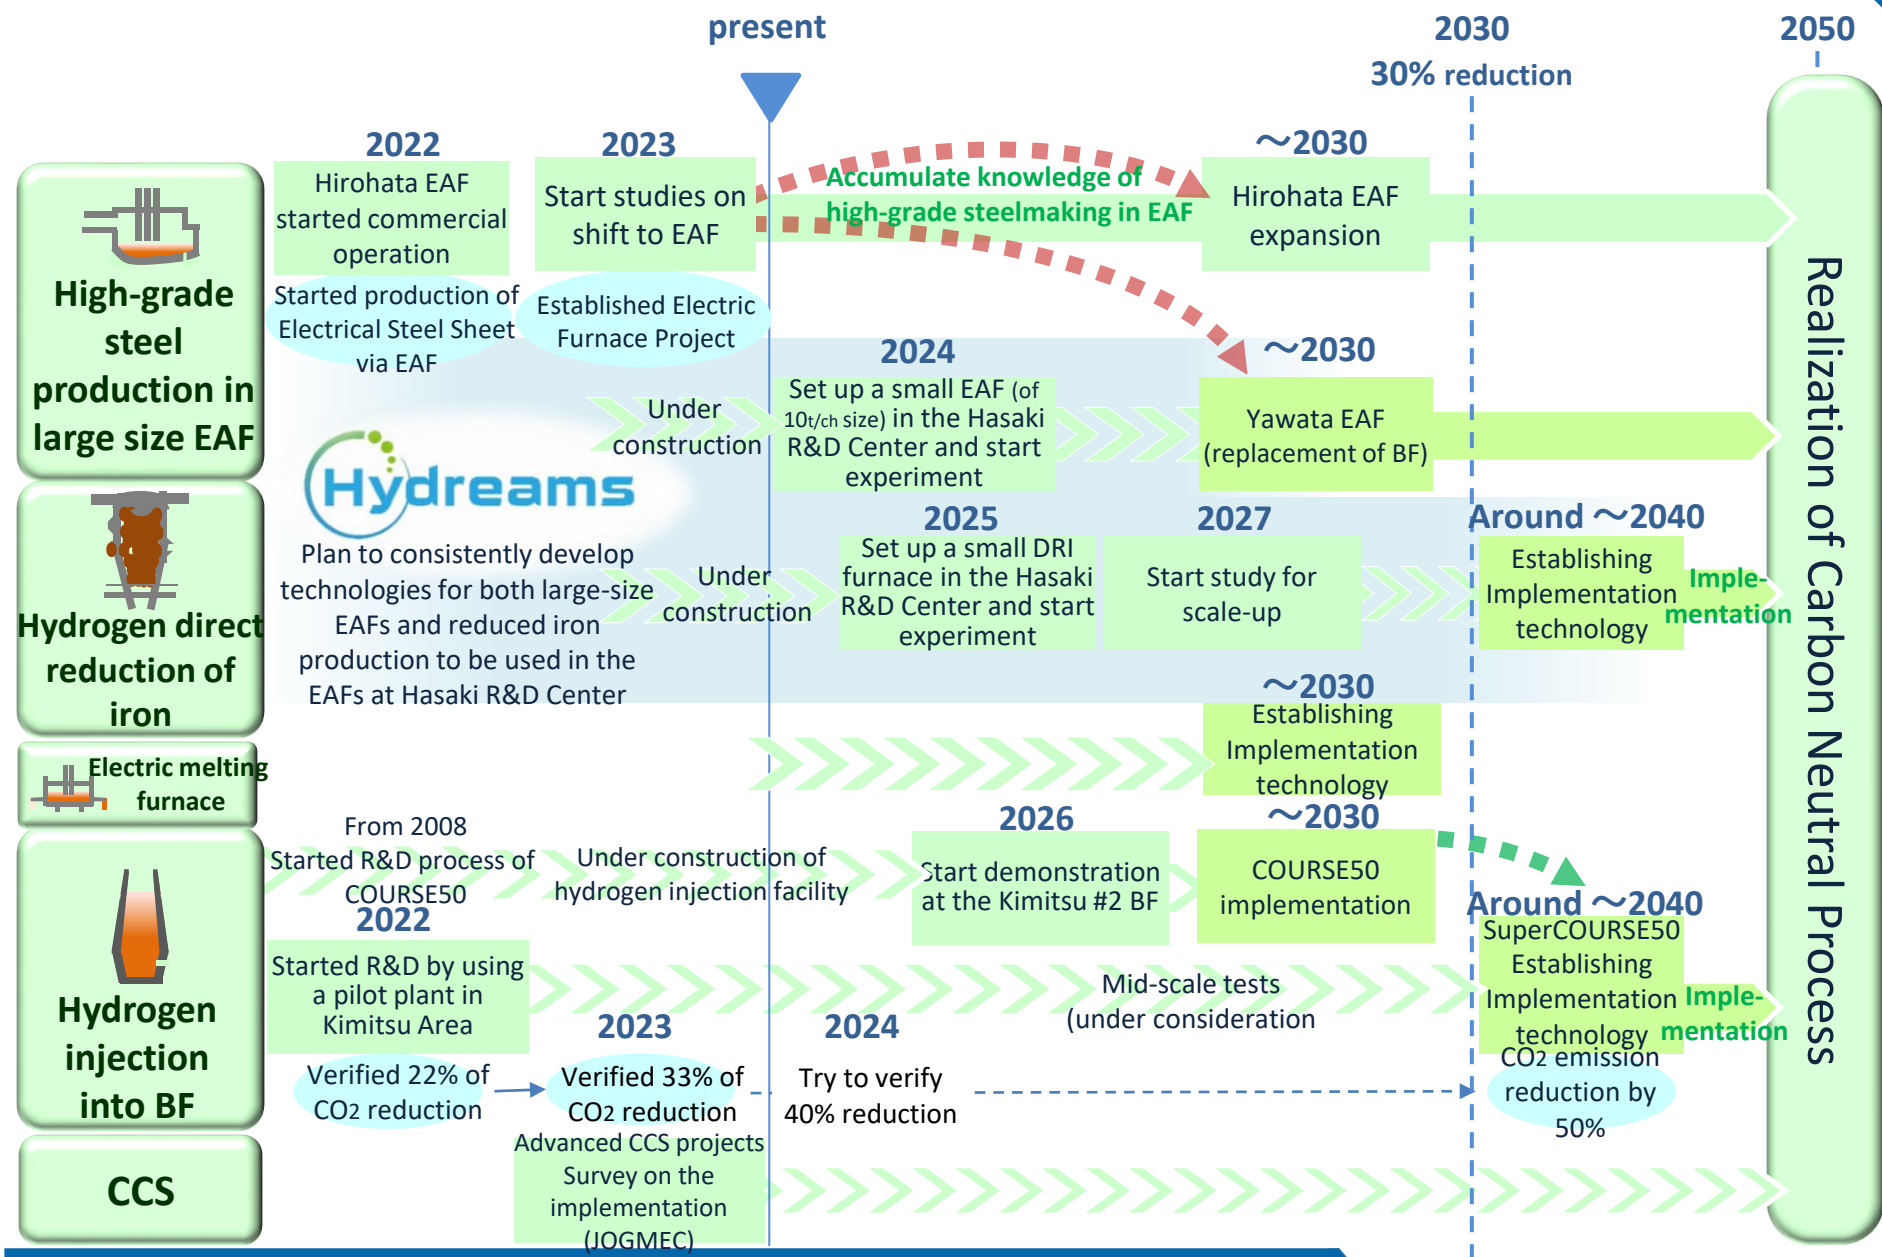 present
2030
30% reduction
2050
High-grade
steel
production in
large size EAF
2022
Hirohata EAF
started commercial
operation
Started production of
Electrical Steel Sheet
via EAF
2023
Start studies on
shift to EAF
Established Electric
Furnace Project
Accumulate knowledge of
high-grade steelmaking in EAF
~2030
Hirohata EAF
expansion
Under
construction
2024
Set up a small EAF (of
10t/ch size) in the Hasaki
R&D Center and start
experiment
~2030
Yawata EAF
(replacement of BF)
Hydreams
Plan to consistently develop
technologies for both large-size
EAFs and reduced iron
production to be used in the
EAFs at Hasaki R&D Center
Hydrogen direct
reduction of
iron
Under
construction
2025
Set up a small DRI
furnace in the Hasaki
R&D Center and start
experiment
2027
Start study for
scale-up
Around ~2040
Establishing
Implementation
technology
Imple-
mentation
Electric melting
furnace
~2030
Establishing
Implementation
technology
Hydrogen
injection
into BF
From 2008
Started R&D process of
COURSE50
Under construction of
hydrogen injection facility
2026
Start demonstration
at the Kimitsu #2 BF
~2030
COURSE50
implementation
2022
Started R&D by using
a pilot plant in
Kimitsu Area
Mid-scale tests
(under consideration
Around ~2040
SuperCOURSE50
Establishing
Implementation
technology
Imple-
mentation
Verified 22% of
CO2 reduction
2023
Verified 33% of
CO2 reduction
2024
Try to verify
40% reduction
CO2 emission
reduction by
50%
CCS
Advanced CCS projects
Survey on the
implementation
(JOGMEC)
Realization of Carbon Neutral Process